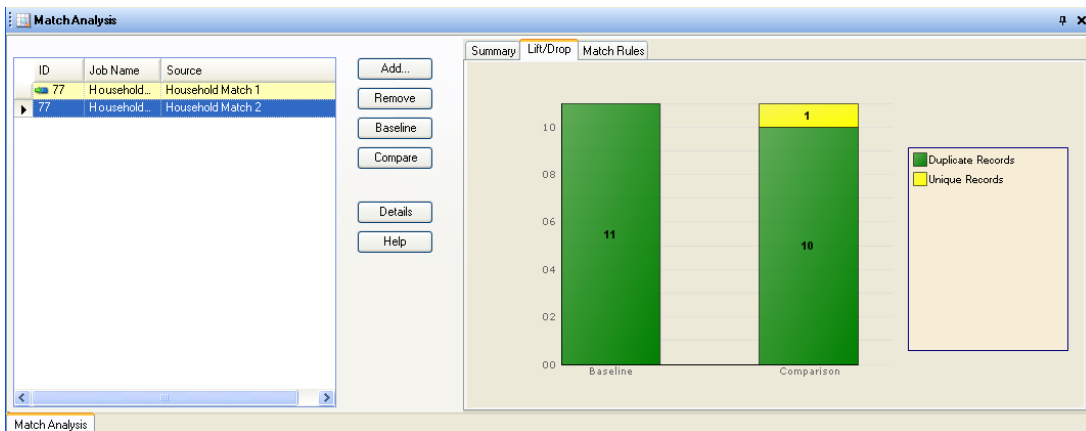 Match Analysis
ID Job Name Source
77 Household... Household Match 1
77 Household... Household Match 2
Add...
Remove
Baseline
Compare
Details
Help
Summary Lift/Drop Match Rules
10
08
06
04
02
00
11
1
10
Baseline Comparison
Duplicate Records
Unique Records
Match Analysis